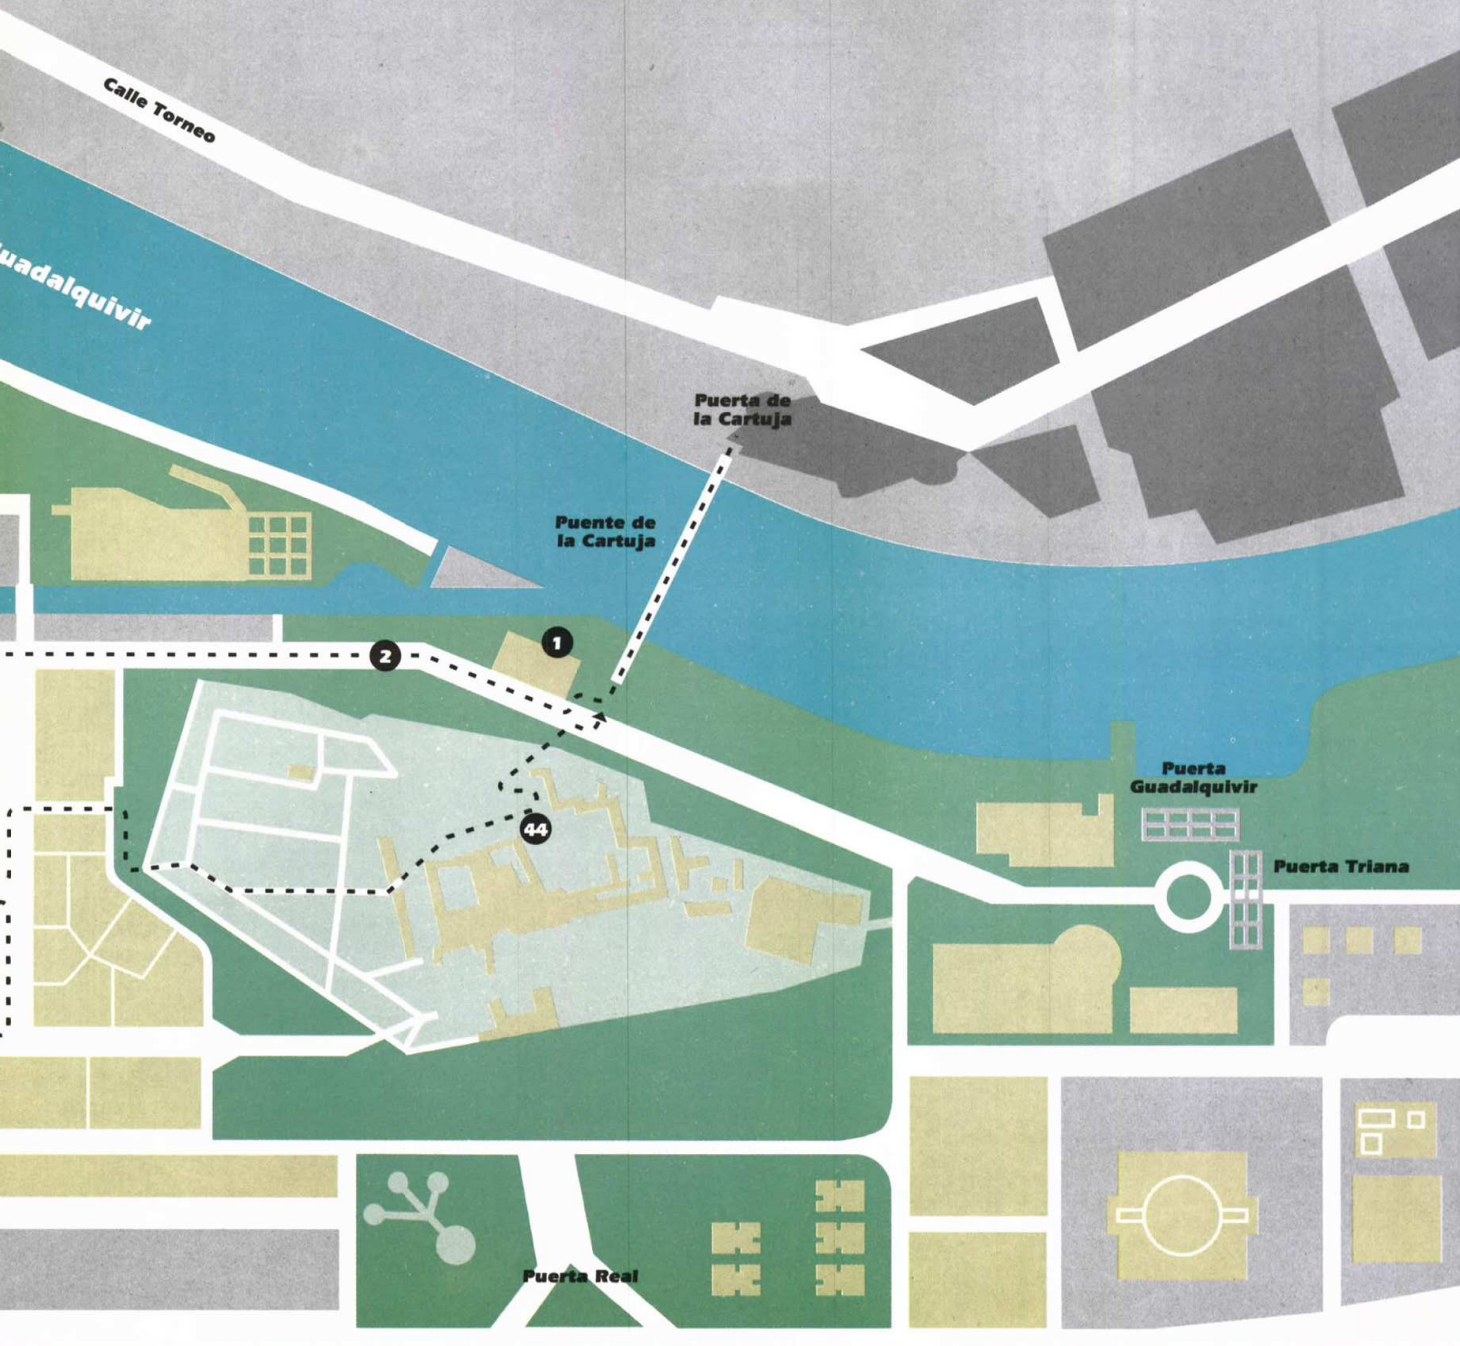 Calle Torneo
uadalquivir
Puerta de
la Cartuja
Puente de
la Cartuja
1
2
44
Puerta
Guadalquivir
Puerta Triana
Puerta Real